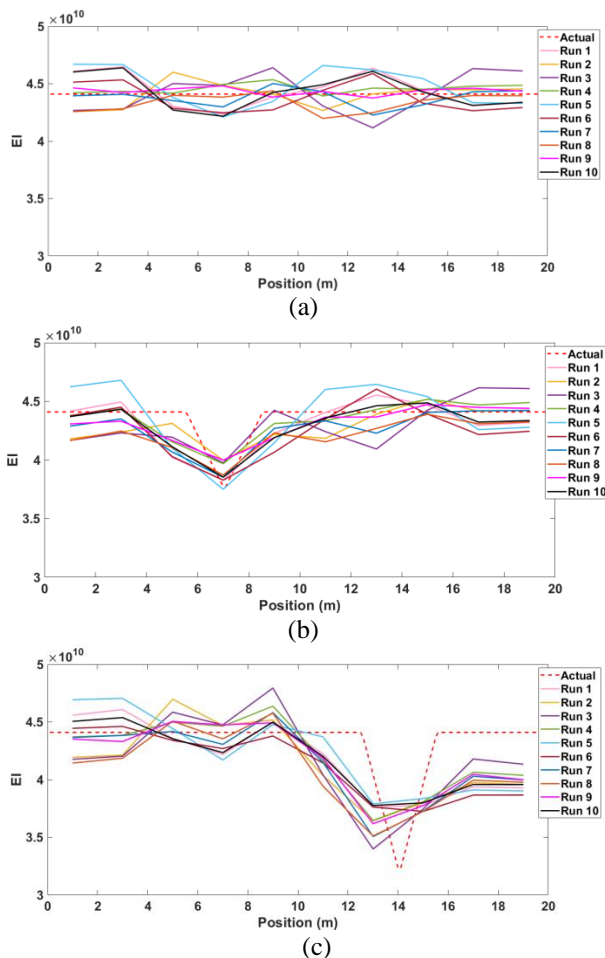 ×10^10
5
4.5
4
3.5
3
EI
0 2 4 6 8 10 12 14 16 18 20
Position (m)
Actual
Run 1
Run 2
Run 3
Run 4
Run 5
Run 6
Run 7
Run 8
Run 9
Run 10
(a)
×10^10
5
4.5
4
3.5
3
EI
0 2 4 6 8 10 12 14 16 18 20
Position (m)
Actual
Run 1
Run 2
Run 3
Run 4
Run 5
Run 6
Run 7
Run 8
Run 9
Run 10
(b)
×10^10
5
4.5
4
3.5
3
EI
0 2 4 6 8 10 12 14 16 18 20
Position (m)
Actual
Run 1
Run 2
Run 3
Run 4
Run 5
Run 6
Run 7
Run 8
Run 9
Run 10
(c)